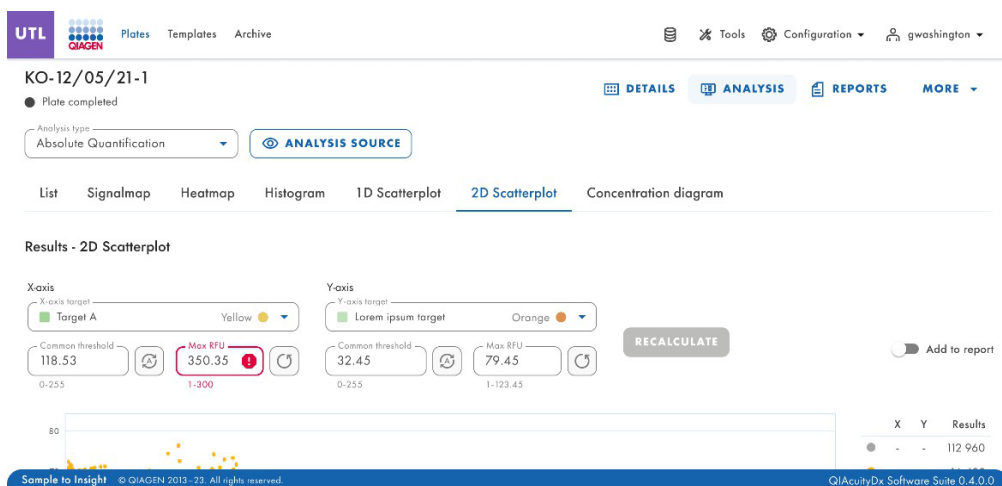 UTL QIAGEN Plates Templates Archive Tools Configuration gwashington
KO-12/05/21-1
Plate completed
DETAILS ANALYSIS REPORTS MORE
Analysis type
Absolute Quantification
ANALYSIS SOURCE
List Signalmap Heatmap Histogram 1D Scatterplot 2D Scatterplot Concentration diagram
Results - 2D Scatterplot
X-axis Y-axis
X-axis target Y-axis target
Target A Yellow Lorem ipsum target Orange
RECALCULATE
Common threshold Max RFU Common threshold Max RFU
118.53 A 350.35 ! 32.45 A 79.45
Add to report
0-255 1-300 0-255 1-123.45
X Y Results
80
- - 112 960
Sample to Insight © QIAGEN 2013–23. All rights reserved. QIAcuityDx Software Suite 0.4.0.0